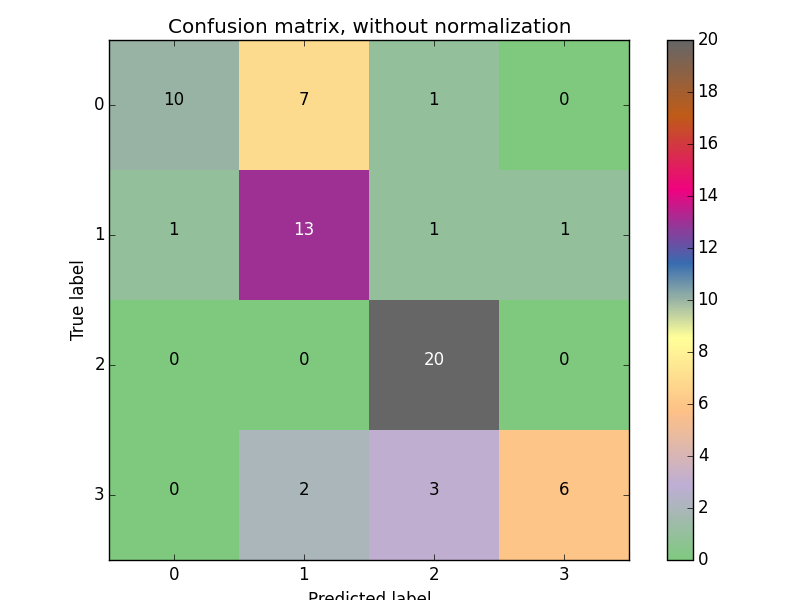 Confusion matrix, without normalization
0 10 7 1 0
1 1 13 1 1
2 0 0 20 0
3 0 2 3 6
0 1 2 3
True label
Predicted label
20
18
16
14
12
10
8
6
4
2
0